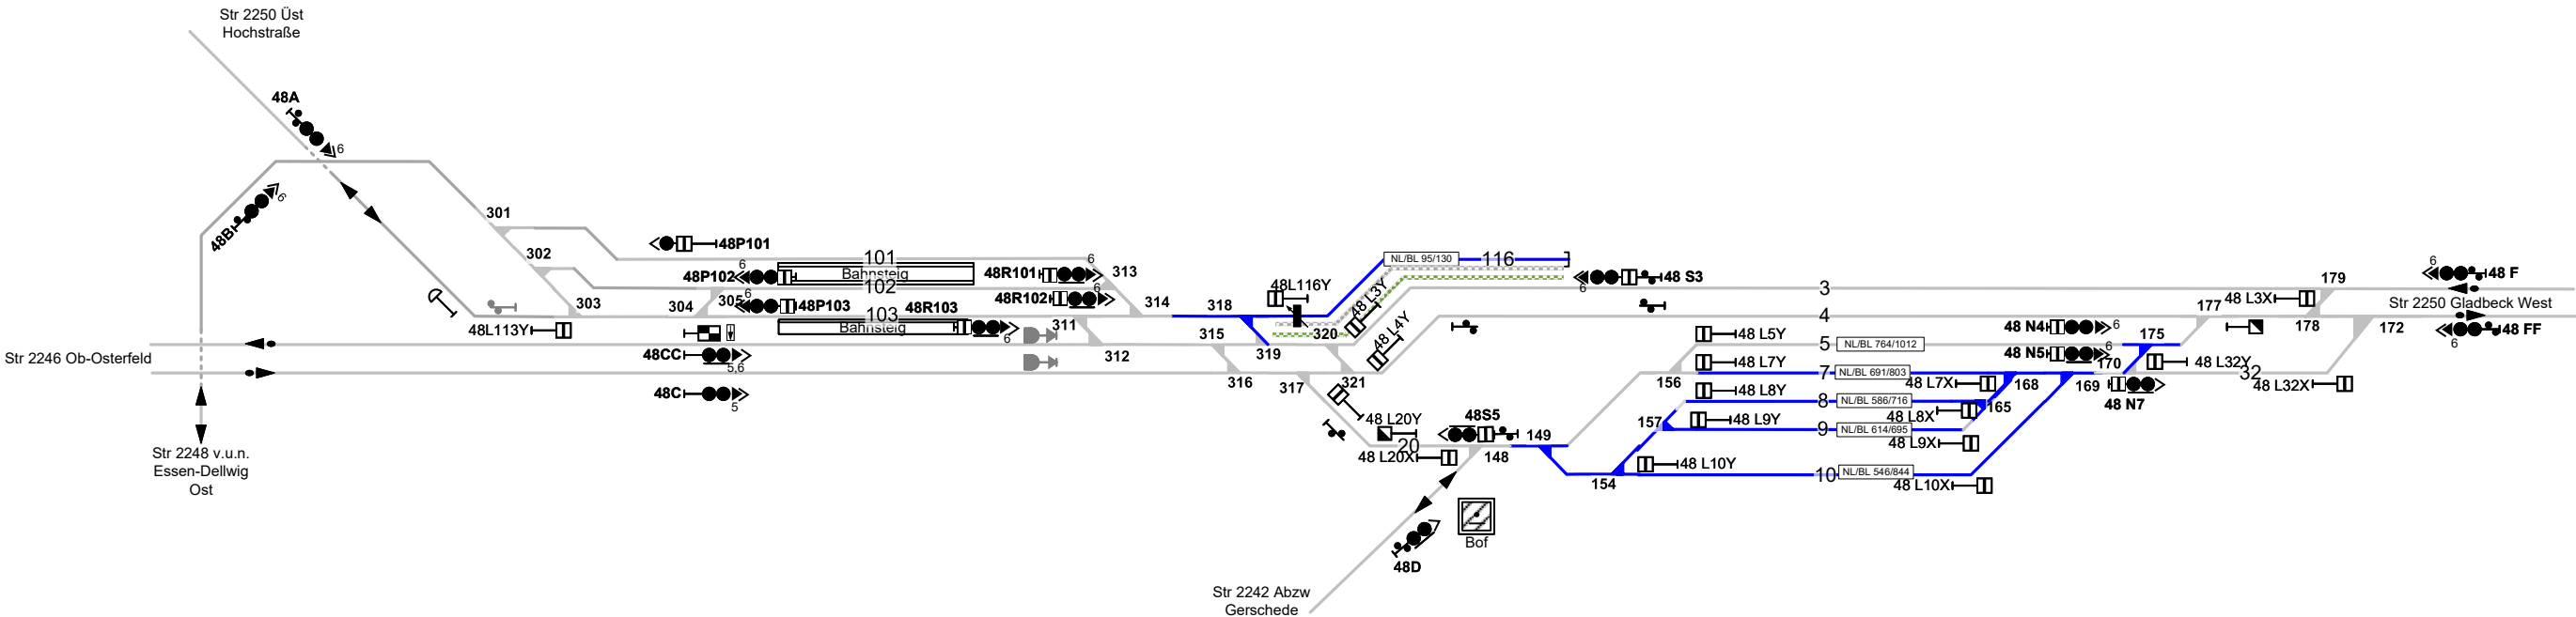 Str 2250 Üst
Hochstraße
48A
6
48B
6
Str 2248 v.u.n.
Essen-Dellwig
Ost
Str 2246 Ob-Osterfeld
301
302
303
304
305
48L113Y
48P101
48P102
6
48P103
6
48CC
5,6
48C
5
101
Bahnsteig
102
103
Bahnsteig
48R101
6
48R102
6
48R103
6
311
312
313
314
315
316
317
318
319
320
321
48L116Y
48 L3Y
48 L4Y
NL/BL 95/130
116
48 S3
6
48 L20Y
20
48 L20X
48S5
148
149
154
Bof
48D
Str 2242 Abzw
Gerschede
3
4
156
157
48 L5Y
48 L7Y
48 L8Y
48 L9Y
48 L10Y
5
NL/BL 764/1012
7
NL/BL 691/803
8
NL/BL 586/716
9
NL/BL 614/695
10
NL/BL 546/844
48 L7X
48 L8X
48 L9X
48 L10X
165
168
169
170
48 N4
6
48 N5
6
48 N7
175
48 L32Y
32
48 L32X
177
48 L3X
178
179
172
48 F
6
Str 2250 Gladbeck West
48 FF
6